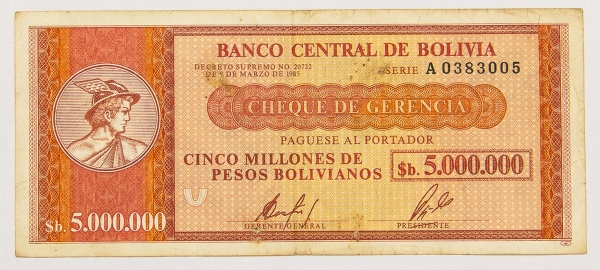 BANCO CENTRAL DE BOLIVIA
DECRETO SUPREMO NO. 20732
DE 8 DE MARZO DE 1985
SERIE A 0383005
CHEQUE DE GERENCIA
PAGUESE AL PORTADOR
CINCO MILLONES DE
PESOS BOLIVIANOS
$b. 5.000.000
$b. 5.000.000
GERENTE GENERAL
PRESIDENTE